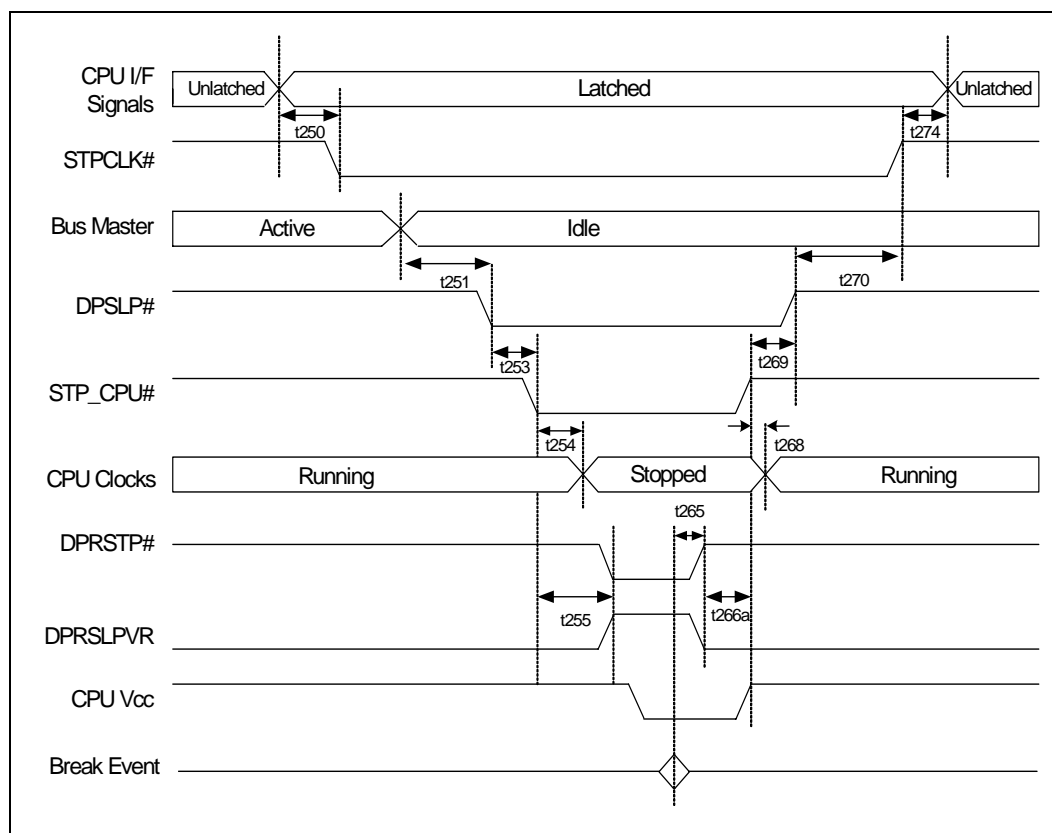 CPU I/F
Signals
Unlatched
Latched
Unlatched
t250
t274
STPCLK#
Bus Master
Active
Idle
t251
t270
DPSLP#
t253
t269
STP_CPU#
t254
t268
CPU Clocks
Running
Stopped
Running
t265
DPRSTP#
t255
t266a
DPRSLPVR
CPU Vcc
Break Event